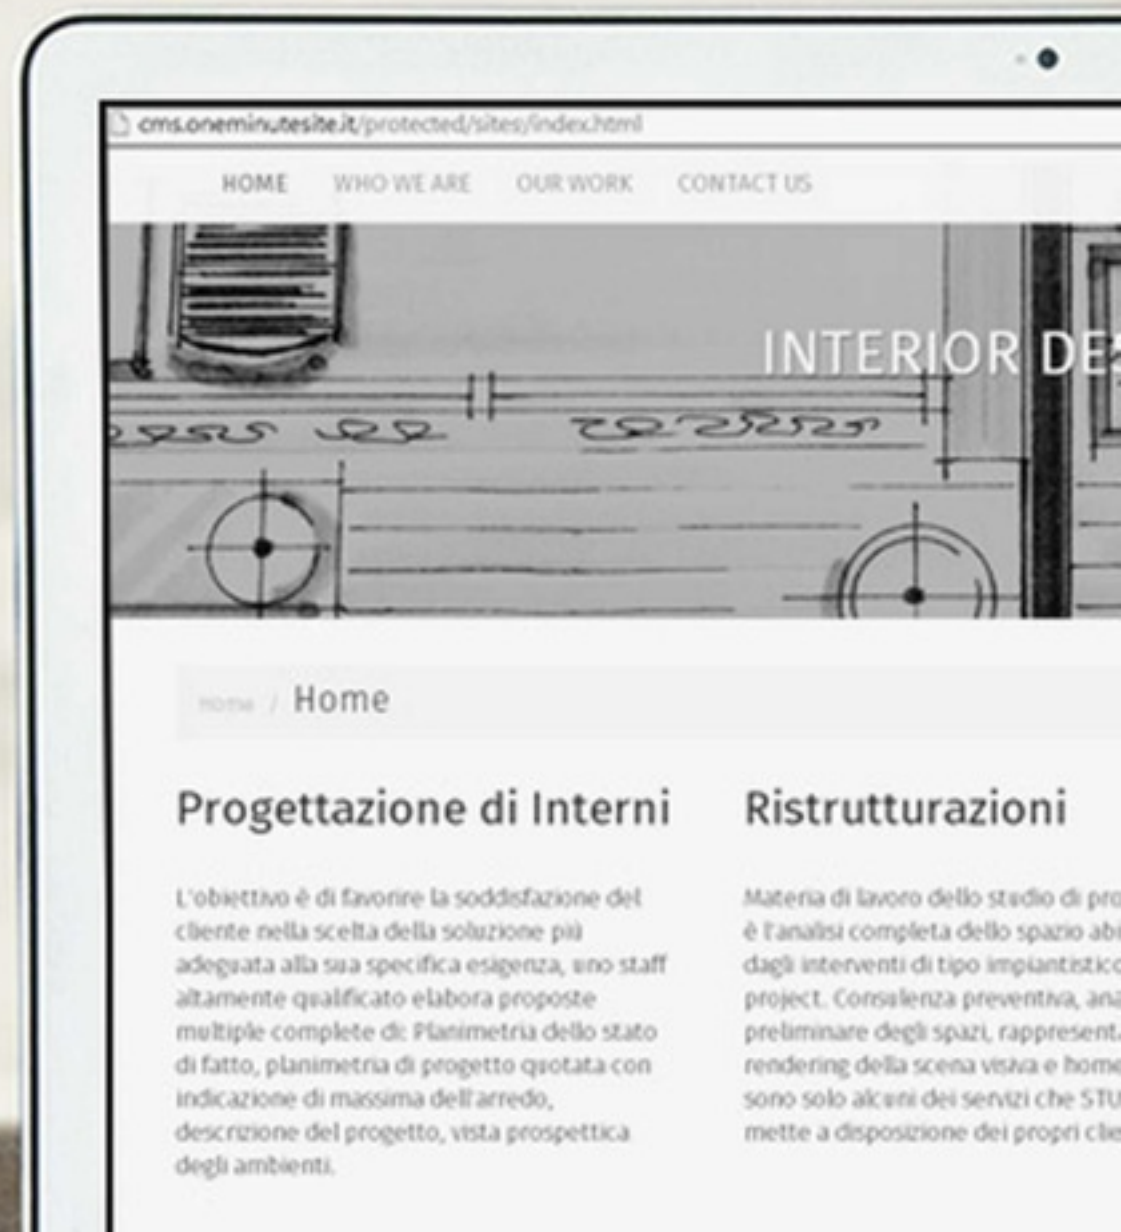 cms.oneminutesite.it/protected/sites/index.html
HOME WHO WE ARE OUR WORK CONTACT US
INTERIOR
Home / Home
Progettazione di Interni
L'obiettivo è di favorire la soddisfazione del
cliente nella scelta della soluzione più
adeguata alla sua specifica esigenza, uno staff
altamente qualificato elabora proposte
multiple complete di: Planimetria dello stato
di fatto, planimetria di progetto quotata con
indicazione di massima dell'arredo,
descrizione del progetto, vista prospettica
degli ambienti.
Ristrutturazioni
Materia di lavoro dello studio di
è l'analisi completa dello spazio
dagli interventi di tipo
project. Consulenza preventiva,
preliminare degli spazi,
rendering della scena visiva e
sono solo alcuni dei servizi che
mette a disposizione dei propri